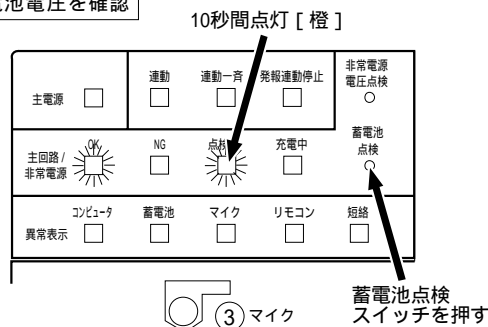 池電圧を確認
10秒間点灯［橙］
主電源
連動
連動一斉
発報連動停止
非常電源
電圧点検
主回路/
非常電源
OK
NG
点検
充電中
蓄電池
点検
異常表示
コンピュータ
蓄電池
マイク
リモコン
短絡
③マイク
蓄電池点検
スイッチを押す